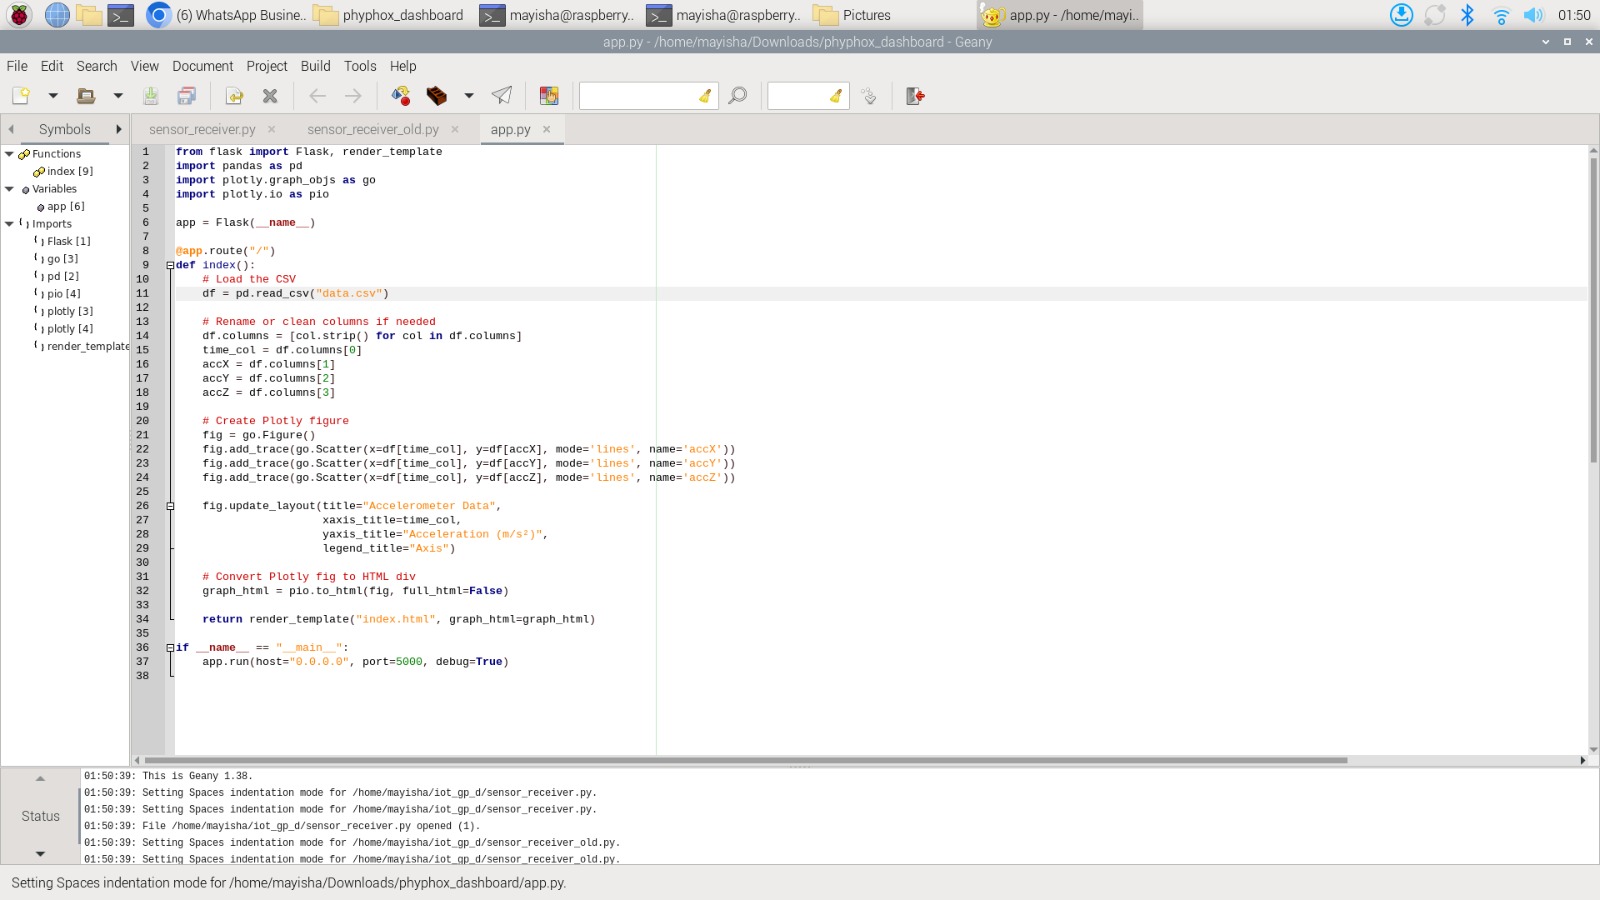 (6) WhatsApp Busine.. phyphox_dashboard mayisha@raspberry.. mayisha@raspberry.. Pictures app.py - /home/mayi.. 01:50
app.py - /home/mayisha/Downloads/phyphox_dashboard - Geany
File Edit Search View Document Project Build Tools Help
Symbols
sensor_receiver.py sensor_receiver_old.py app.py
Functions
index [9]
Variables
app [6]
Imports
Flask [1]
go [3]
pd [2]
pio [4]
plotly [3]
plotly [4]
render_template
1 from flask import Flask, render_template
2 import pandas as pd
3 import plotly.graph_objs as go
4 import plotly.io as pio
5
6 app = Flask(__name__)
7
8 @app.route("/")
9 def index():
10     # Load the CSV
11     df = pd.read_csv("data.csv")
12
13     # Rename or clean columns if needed
14     df.columns = [col.strip() for col in df.columns]
15     time_col = df.columns[0]
16     accX = df.columns[1]
17     accY = df.columns[2]
18     accZ = df.columns[3]
19
20     # Create Plotly figure
21     fig = go.Figure()
22     fig.add_trace(go.Scatter(x=df[time_col], y=df[accX], mode='lines', name='accX'))
23     fig.add_trace(go.Scatter(x=df[time_col], y=df[accY], mode='lines', name='accY'))
24     fig.add_trace(go.Scatter(x=df[time_col], y=df[accZ], mode='lines', name='accZ'))
25
26     fig.update_layout(title="Accelerometer Data",
27                       xaxis_title=time_col,
28                       yaxis_title="Acceleration (m/s²)",
29                       legend_title="Axis")
30
31     # Convert Plotly fig to HTML div
32     graph_html = pio.to_html(fig, full_html=False)
33
34     return render_template("index.html", graph_html=graph_html)
35
36 if __name__ == "__main__":
37     app.run(host="0.0.0.0", port=5000, debug=True)
38
Status
01:50:39: This is Geany 1.38.
01:50:39: Setting Spaces indentation mode for /home/mayisha/iot_gp_d/sensor_receiver.py.
01:50:39: Setting Spaces indentation mode for /home/mayisha/iot_gp_d/sensor_receiver.py.
01:50:39: File /home/mayisha/iot_gp_d/sensor_receiver.py opened (1).
01:50:39: Setting Spaces indentation mode for /home/mayisha/iot_gp_d/sensor_receiver_old.py.
01:50:39: Setting Spaces indentation mode for /home/mayisha/iot_gp_d/sensor_receiver_old.py.
Setting Spaces indentation mode for /home/mayisha/Downloads/phyphox_dashboard/app.py.